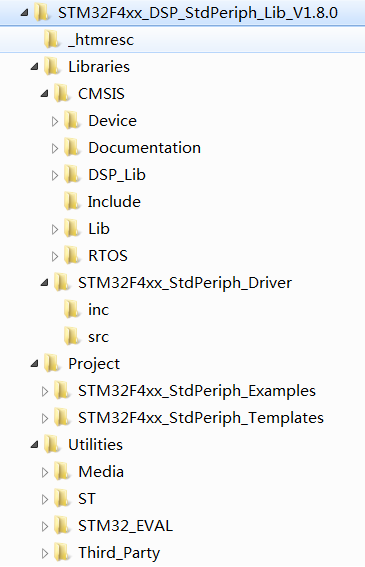 STM32F4xx_DSP_StdPeriph_Lib_V1.8.0
_htmresc
Libraries
CMSIS
Device
Documentation
DSP_Lib
Include
Lib
RTOS
STM32F4xx_StdPeriph_Driver
inc
src
Project
STM32F4xx_StdPeriph_Examples
STM32F4xx_StdPeriph_Templates
Utilities
Media
ST
STM32_EVAL
Third_Party